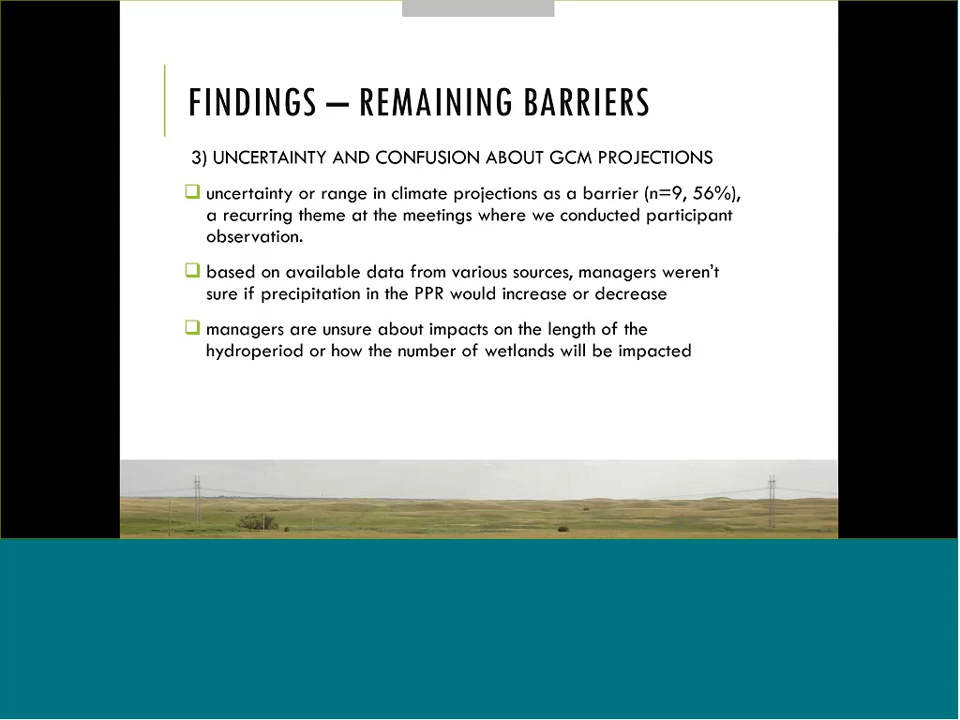 FINDINGS – REMAINING BARRIERS
3) UNCERTAINTY AND CONFUSION ABOUT GCM PROJECTIONS
uncertainty or range in climate projections as a barrier (n=9, 56%),
a recurring theme at the meetings where we conducted participant
observation.
based on available data from various sources, managers weren't
sure if precipitation in the PPR would increase or decrease
managers are unsure about impacts on the length of the
hydroperiod or how the number of wetlands will be impacted